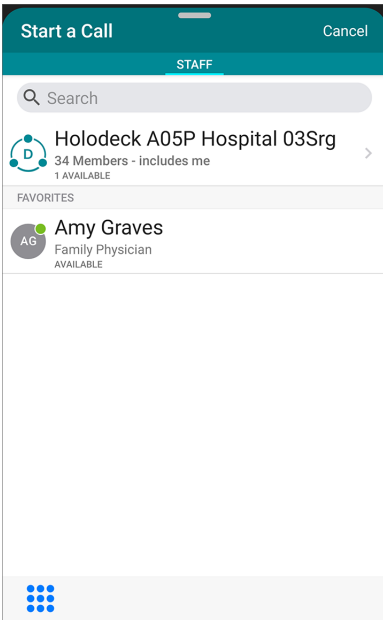 Start a Call
Cancel
STAFF
Search
D
Holodeck A05P Hospital 03Srg
34 Members - includes me
1 AVAILABLE
FAVORITES
AG
Amy Graves
Family Physician
AVAILABLE